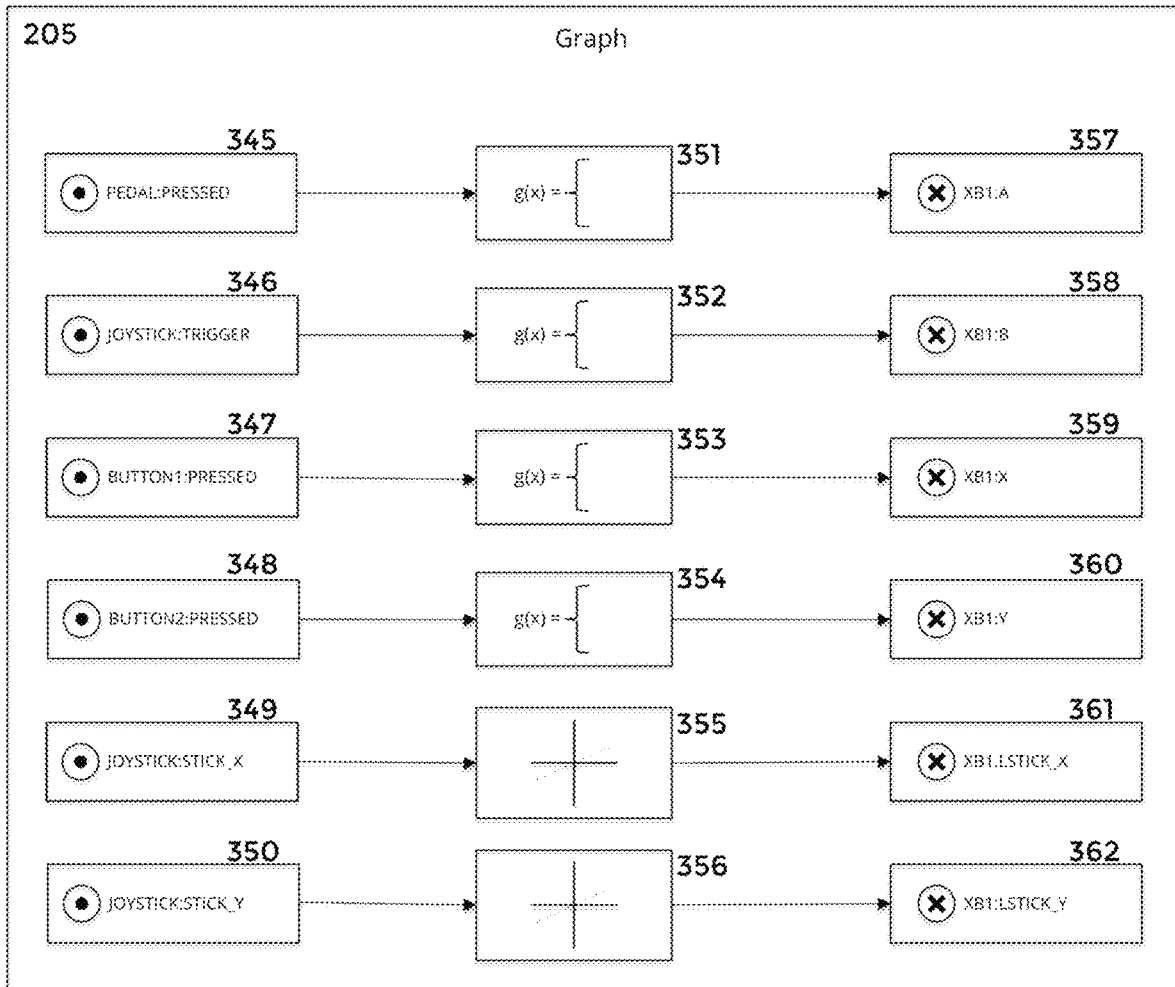 205
Graph
345
351
357
PEDAL:PRESSED
g(x) =
XB1:A
346
352
358
JOYSTICK:TRIGGER
g(x) =
XB1:B
347
353
359
BUTTON1:PRESSED
g(x) =
XB1:X
348
354
360
BUTTON2:PRESSED
g(x) =
XB1:Y
349
355
361
JOYSTICK:STICK_X
XB1:LSTICK_X
350
356
362
JOYSTICK:STICK_Y
XB1:LSTICK_Y